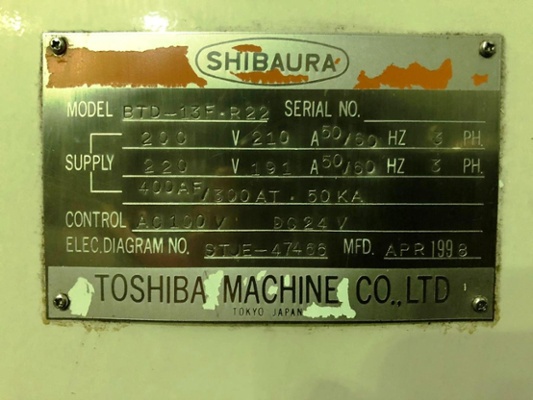 SHIBAURA
MODEL BTD-13F·R22 SERIAL NO.
200 V 210 A 50/60 HZ 3 PH.
SUPPLY
220 V 191 A 50/60 HZ 3 PH.
400AF/300AT · 50KA
CONTROL AC100V DC24V
ELEC.DIAGRAM NO. STJE-47466 MFD. APR 1998
TOSHIBA MACHINE CO.,LTD
TOKYO JAPAN